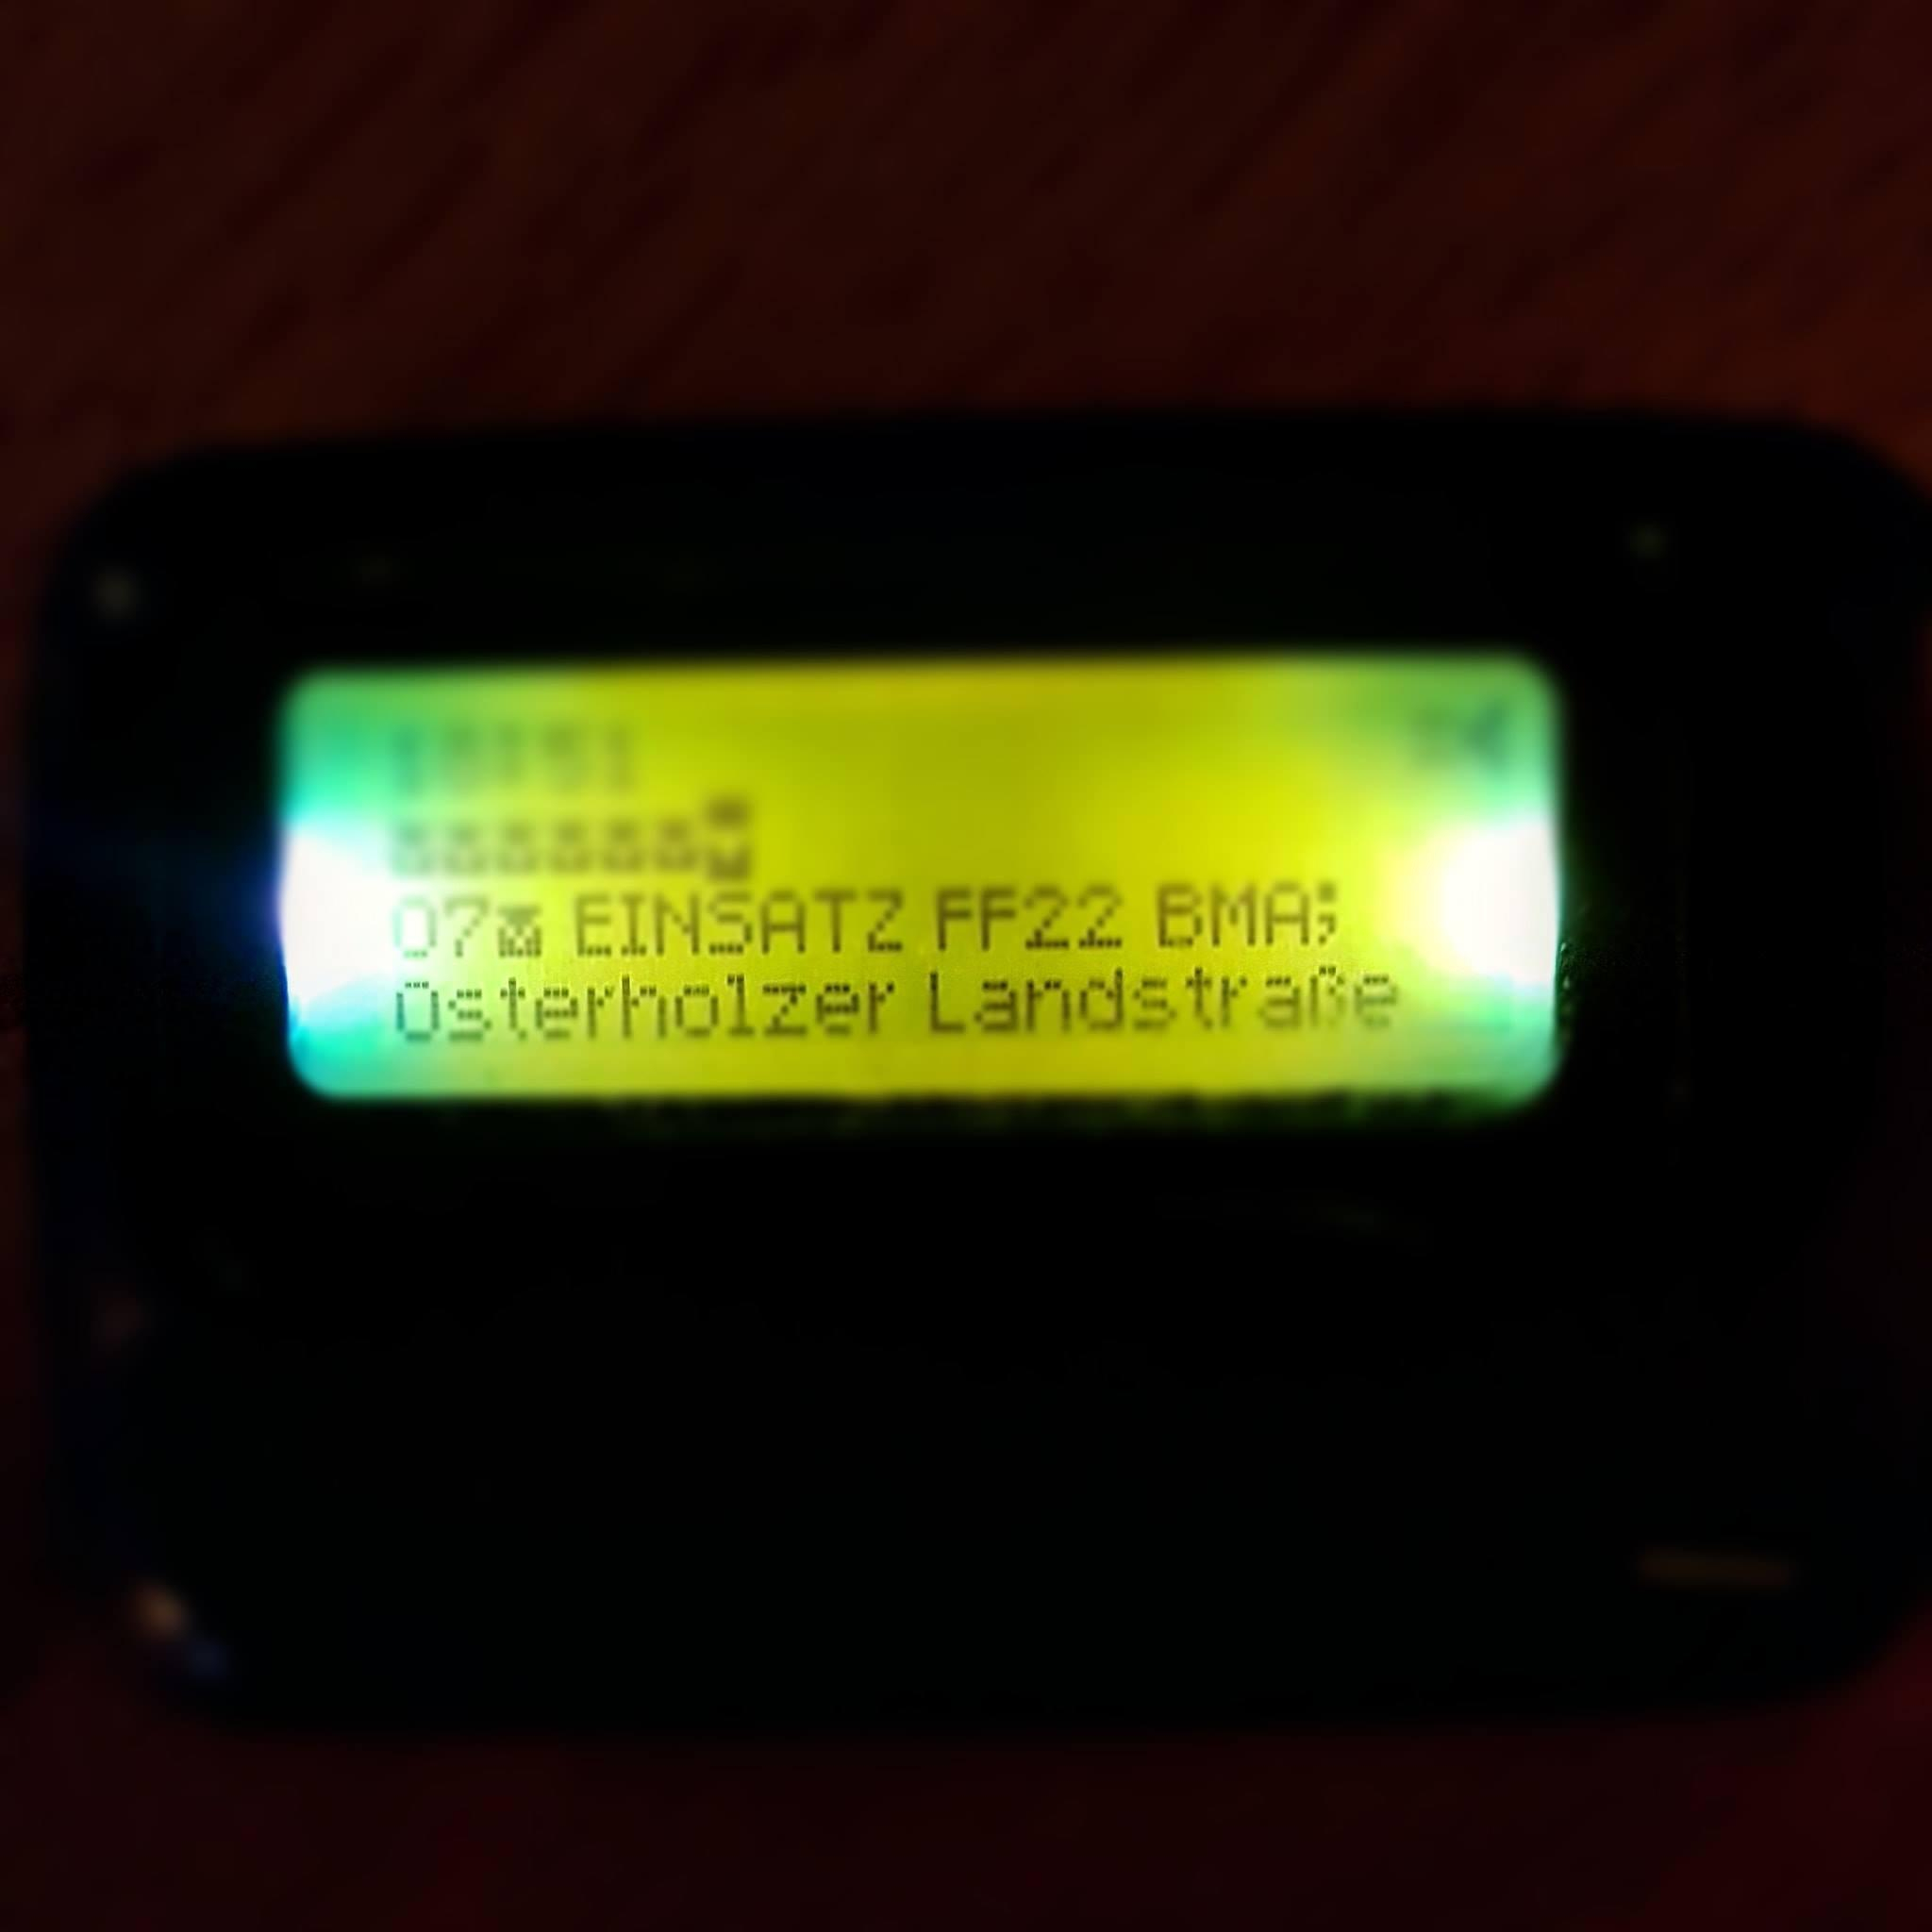 07 EINSATZ FF22 BMA;
Osterholzer Landstraße